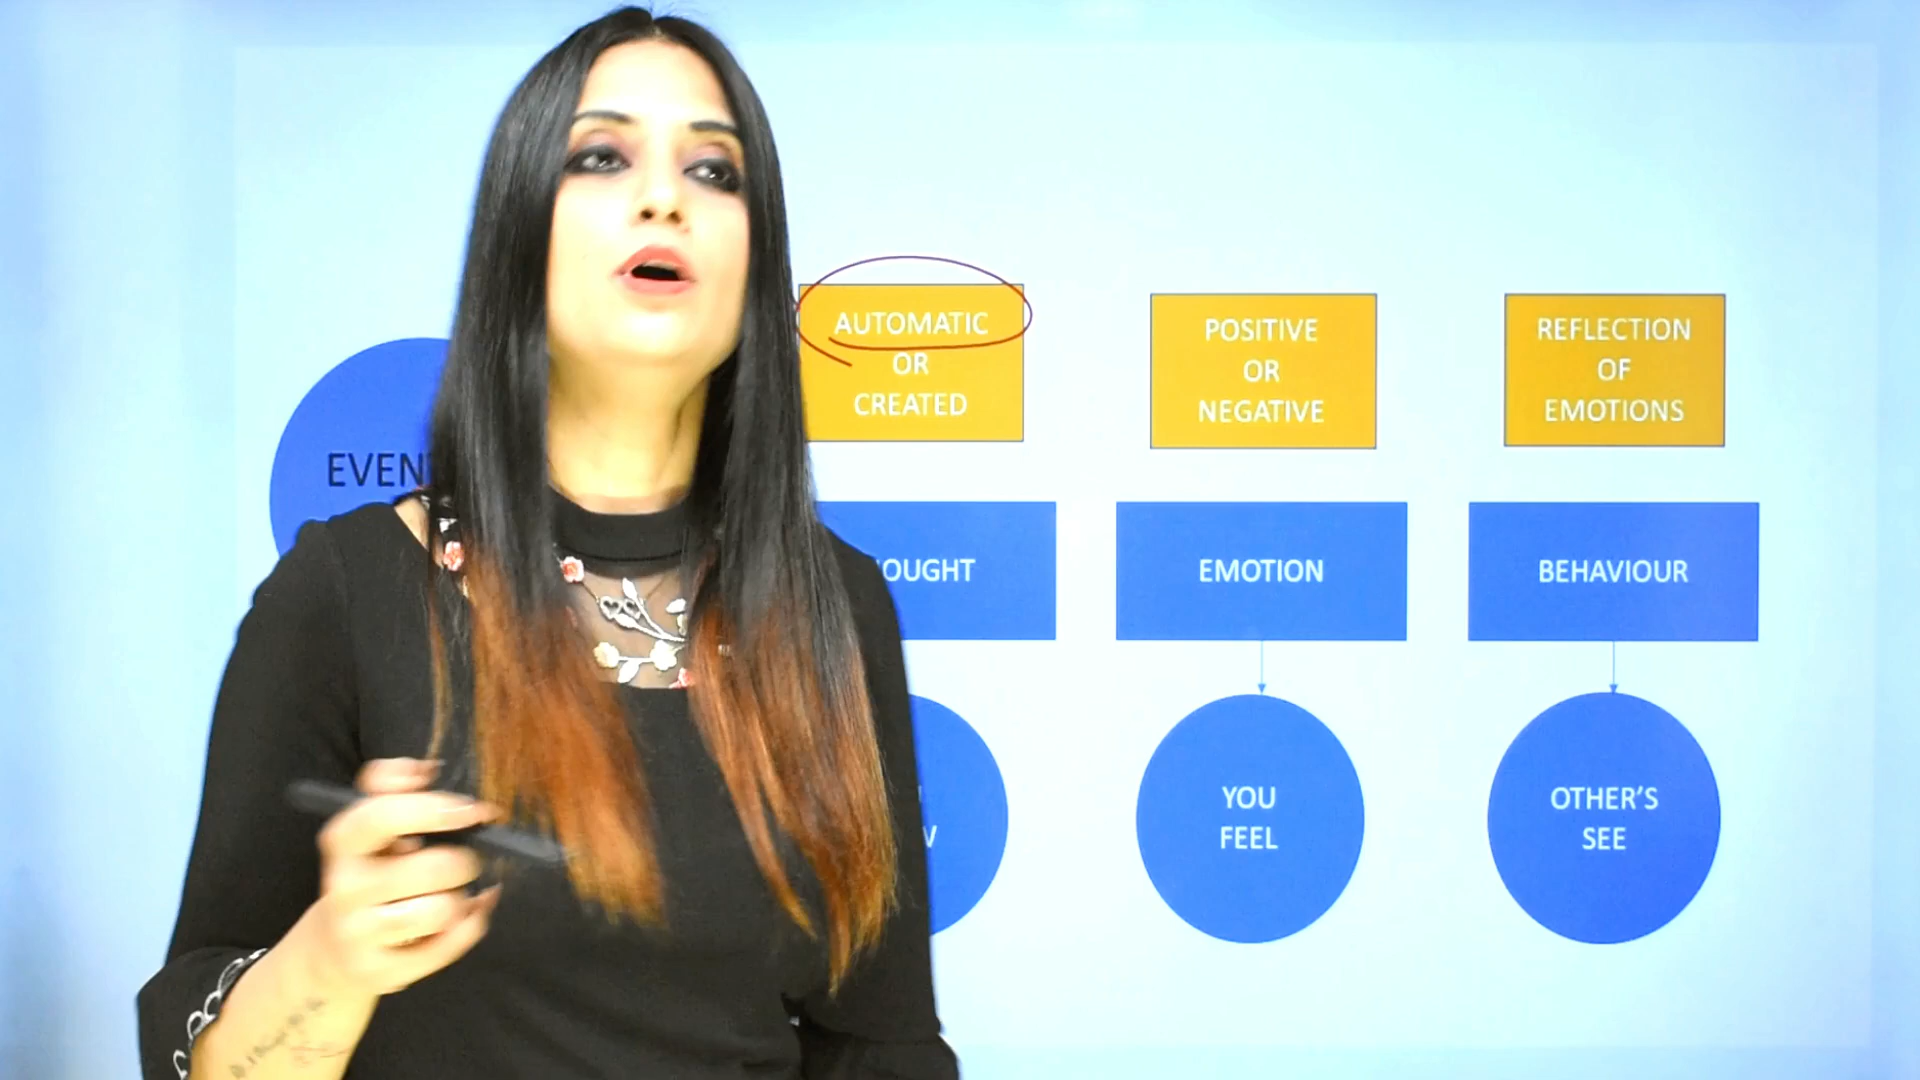 AUTOMATIC
OR
CREATED
POSITIVE
OR
NEGATIVE
REFLECTION
OF
EMOTIONS
EVEN
OUGHT
EMOTION
BEHAVIOUR
YOU
FEEL
OTHER'S
SEE